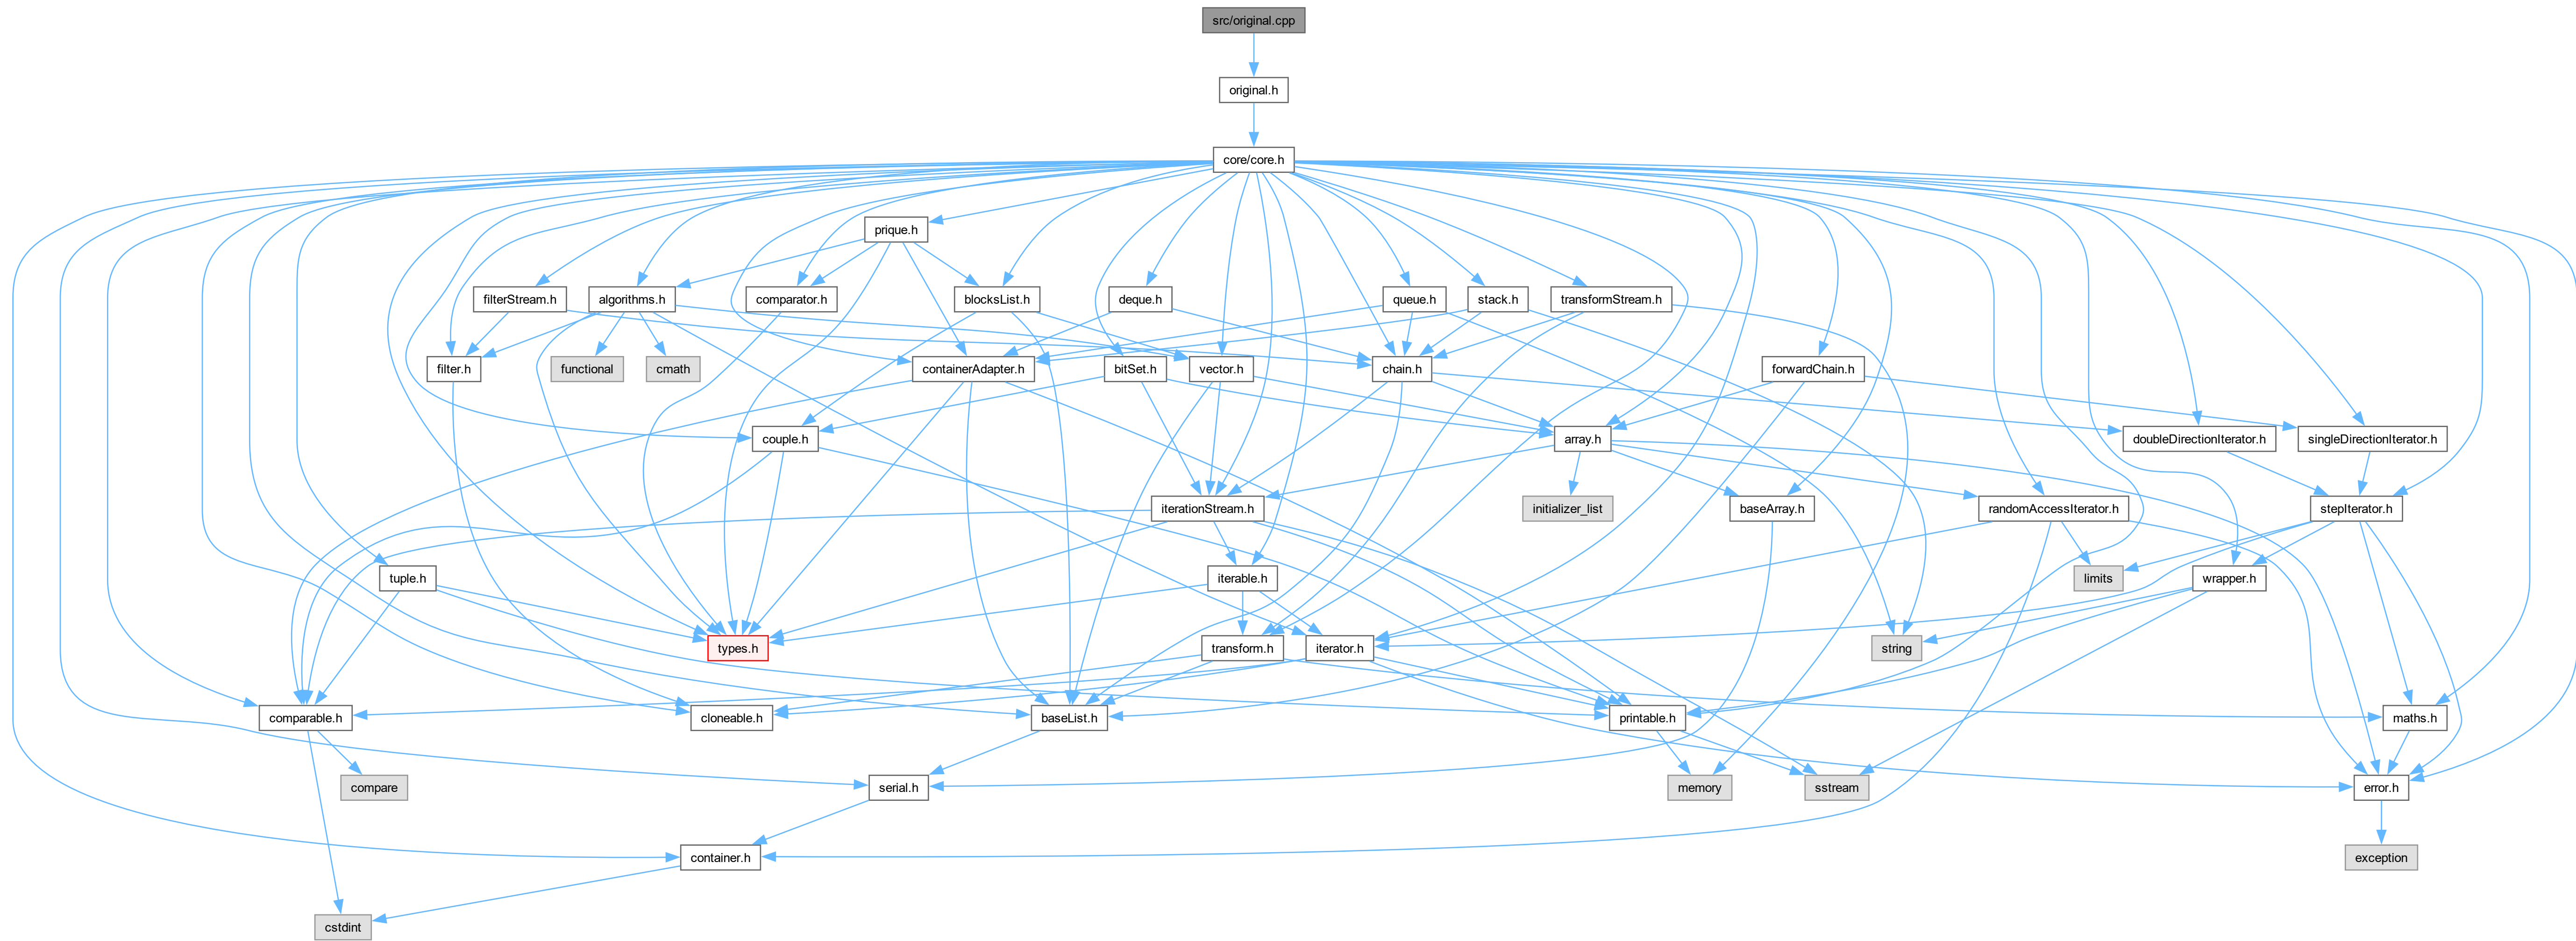 src/original.cpp
original.h
core/core.h
prique.h
filterStream.h
algorithms.h
comparator.h
blocksList.h
deque.h
queue.h
stack.h
transformStream.h
filter.h
functional
cmath
containerAdapter.h
bitSet.h
vector.h
chain.h
forwardChain.h
couple.h
array.h
doubleDirectionIterator.h
singleDirectionIterator.h
iterationStream.h
initializer_list
baseArray.h
randomAccessIterator.h
stepIterator.h
tuple.h
iterable.h
limits
wrapper.h
types.h
transform.h
iterator.h
string
comparable.h
cloneable.h
baseList.h
printable.h
maths.h
compare
serial.h
memory
sstream
error.h
container.h
exception
cstdint